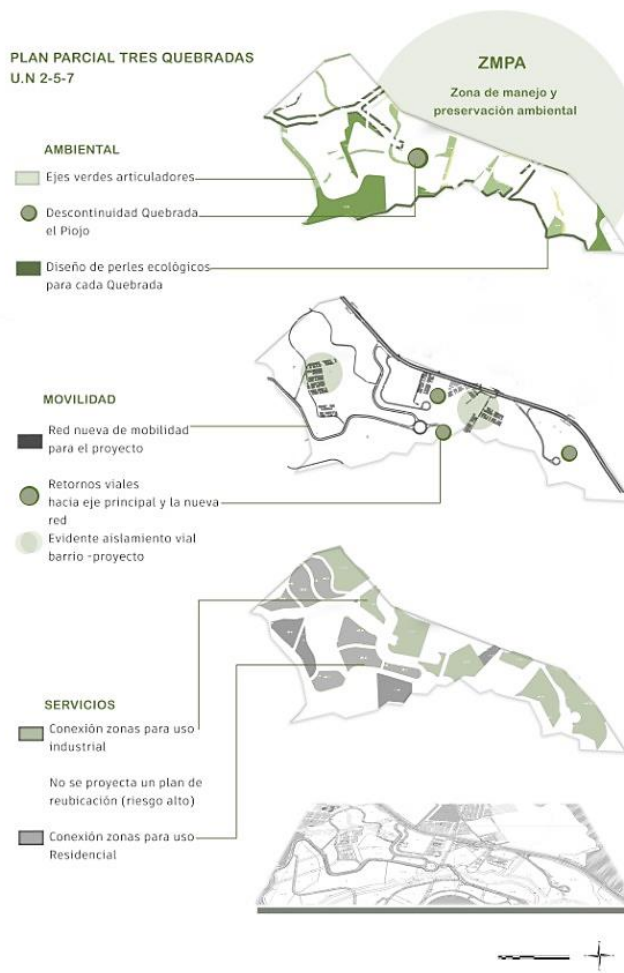 PLAN PARCIAL TRES QUEBRADAS
U.N 2-5-7
ZMPA
Zona de manejo y
preservación ambiental
AMBIENTAL
Ejes verdes articuladores
Descontinuidad Quebrada
el Piojo
Diseño de perles ecológicos
para cada Quebrada
MOVILIDAD
Red nueva de mobilidad
para el proyecto
Retornos viales
hacia eje principal y la nueva
red
Evidente aislamiento vial
barrio -proyecto
SERVICIOS
Conexión zonas para uso
industrial
No se proyecta un plan de
reubicación (riesgo alto)
Conexión zonas para uso
Residencial